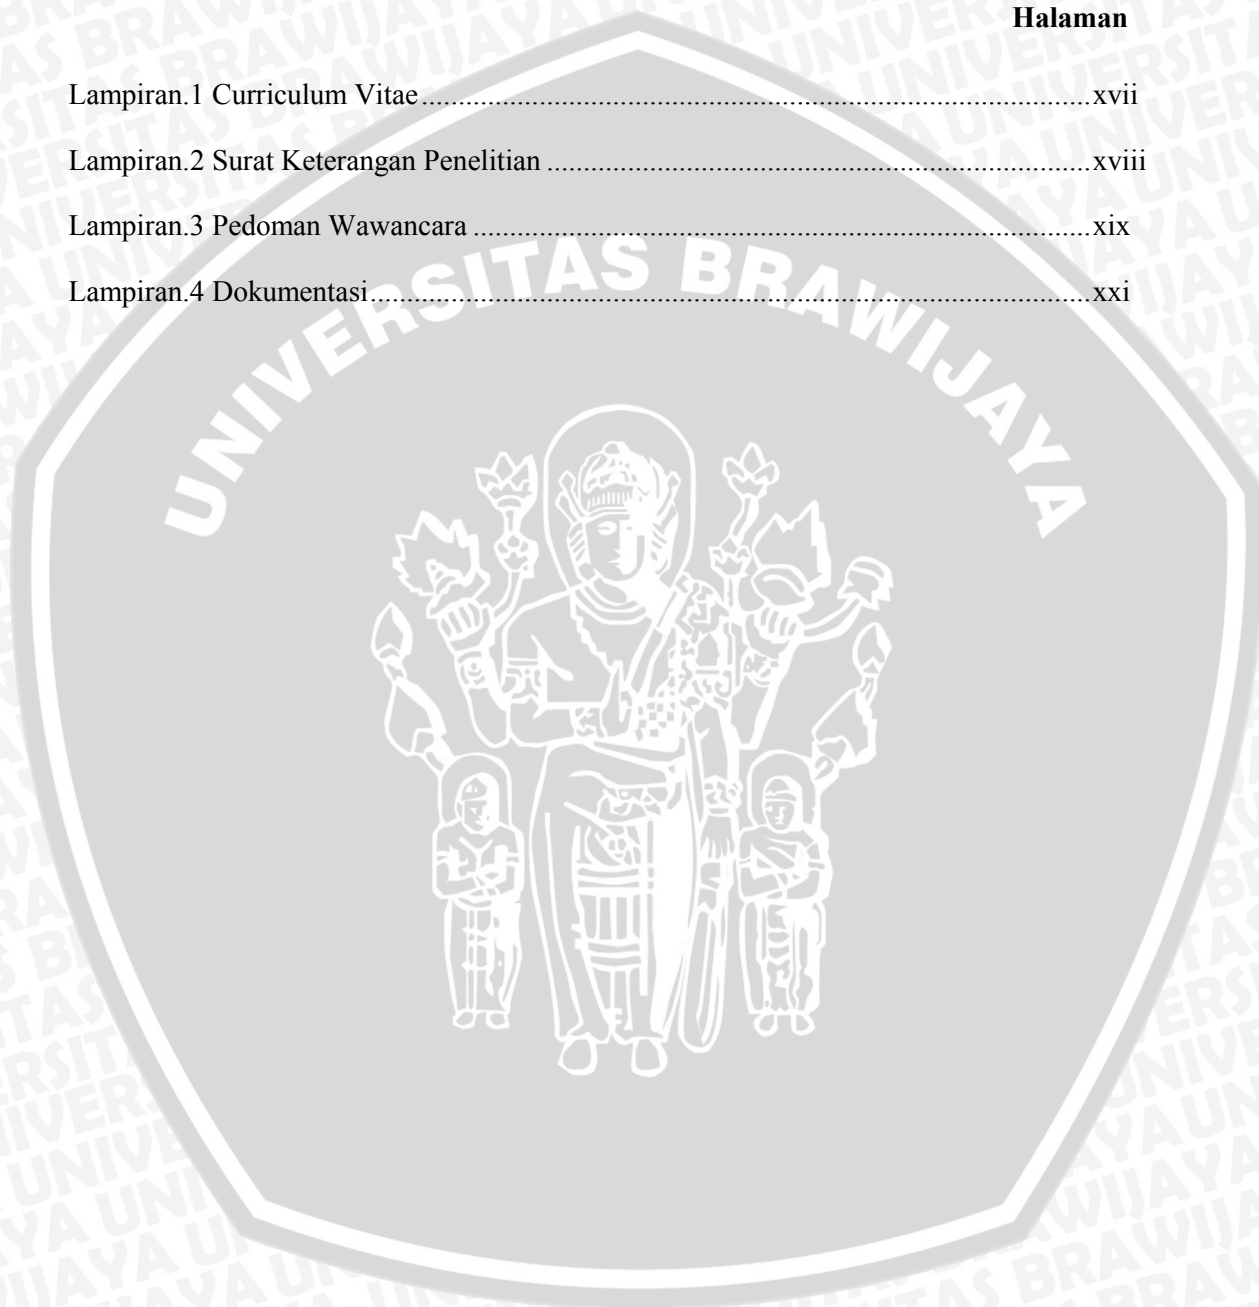 Halaman
Lampiran.1 Curriculum Vitae....................................................................................xvii
Lampiran.2 Surat Keterangan Penelitian ....................................................................xviii
Lampiran.3 Pedoman Wawancara .............................................................................xix
Lampiran.4 Dokumentasi..........................................................................................xxi
UNIVERSITAS BRAWIJAYA